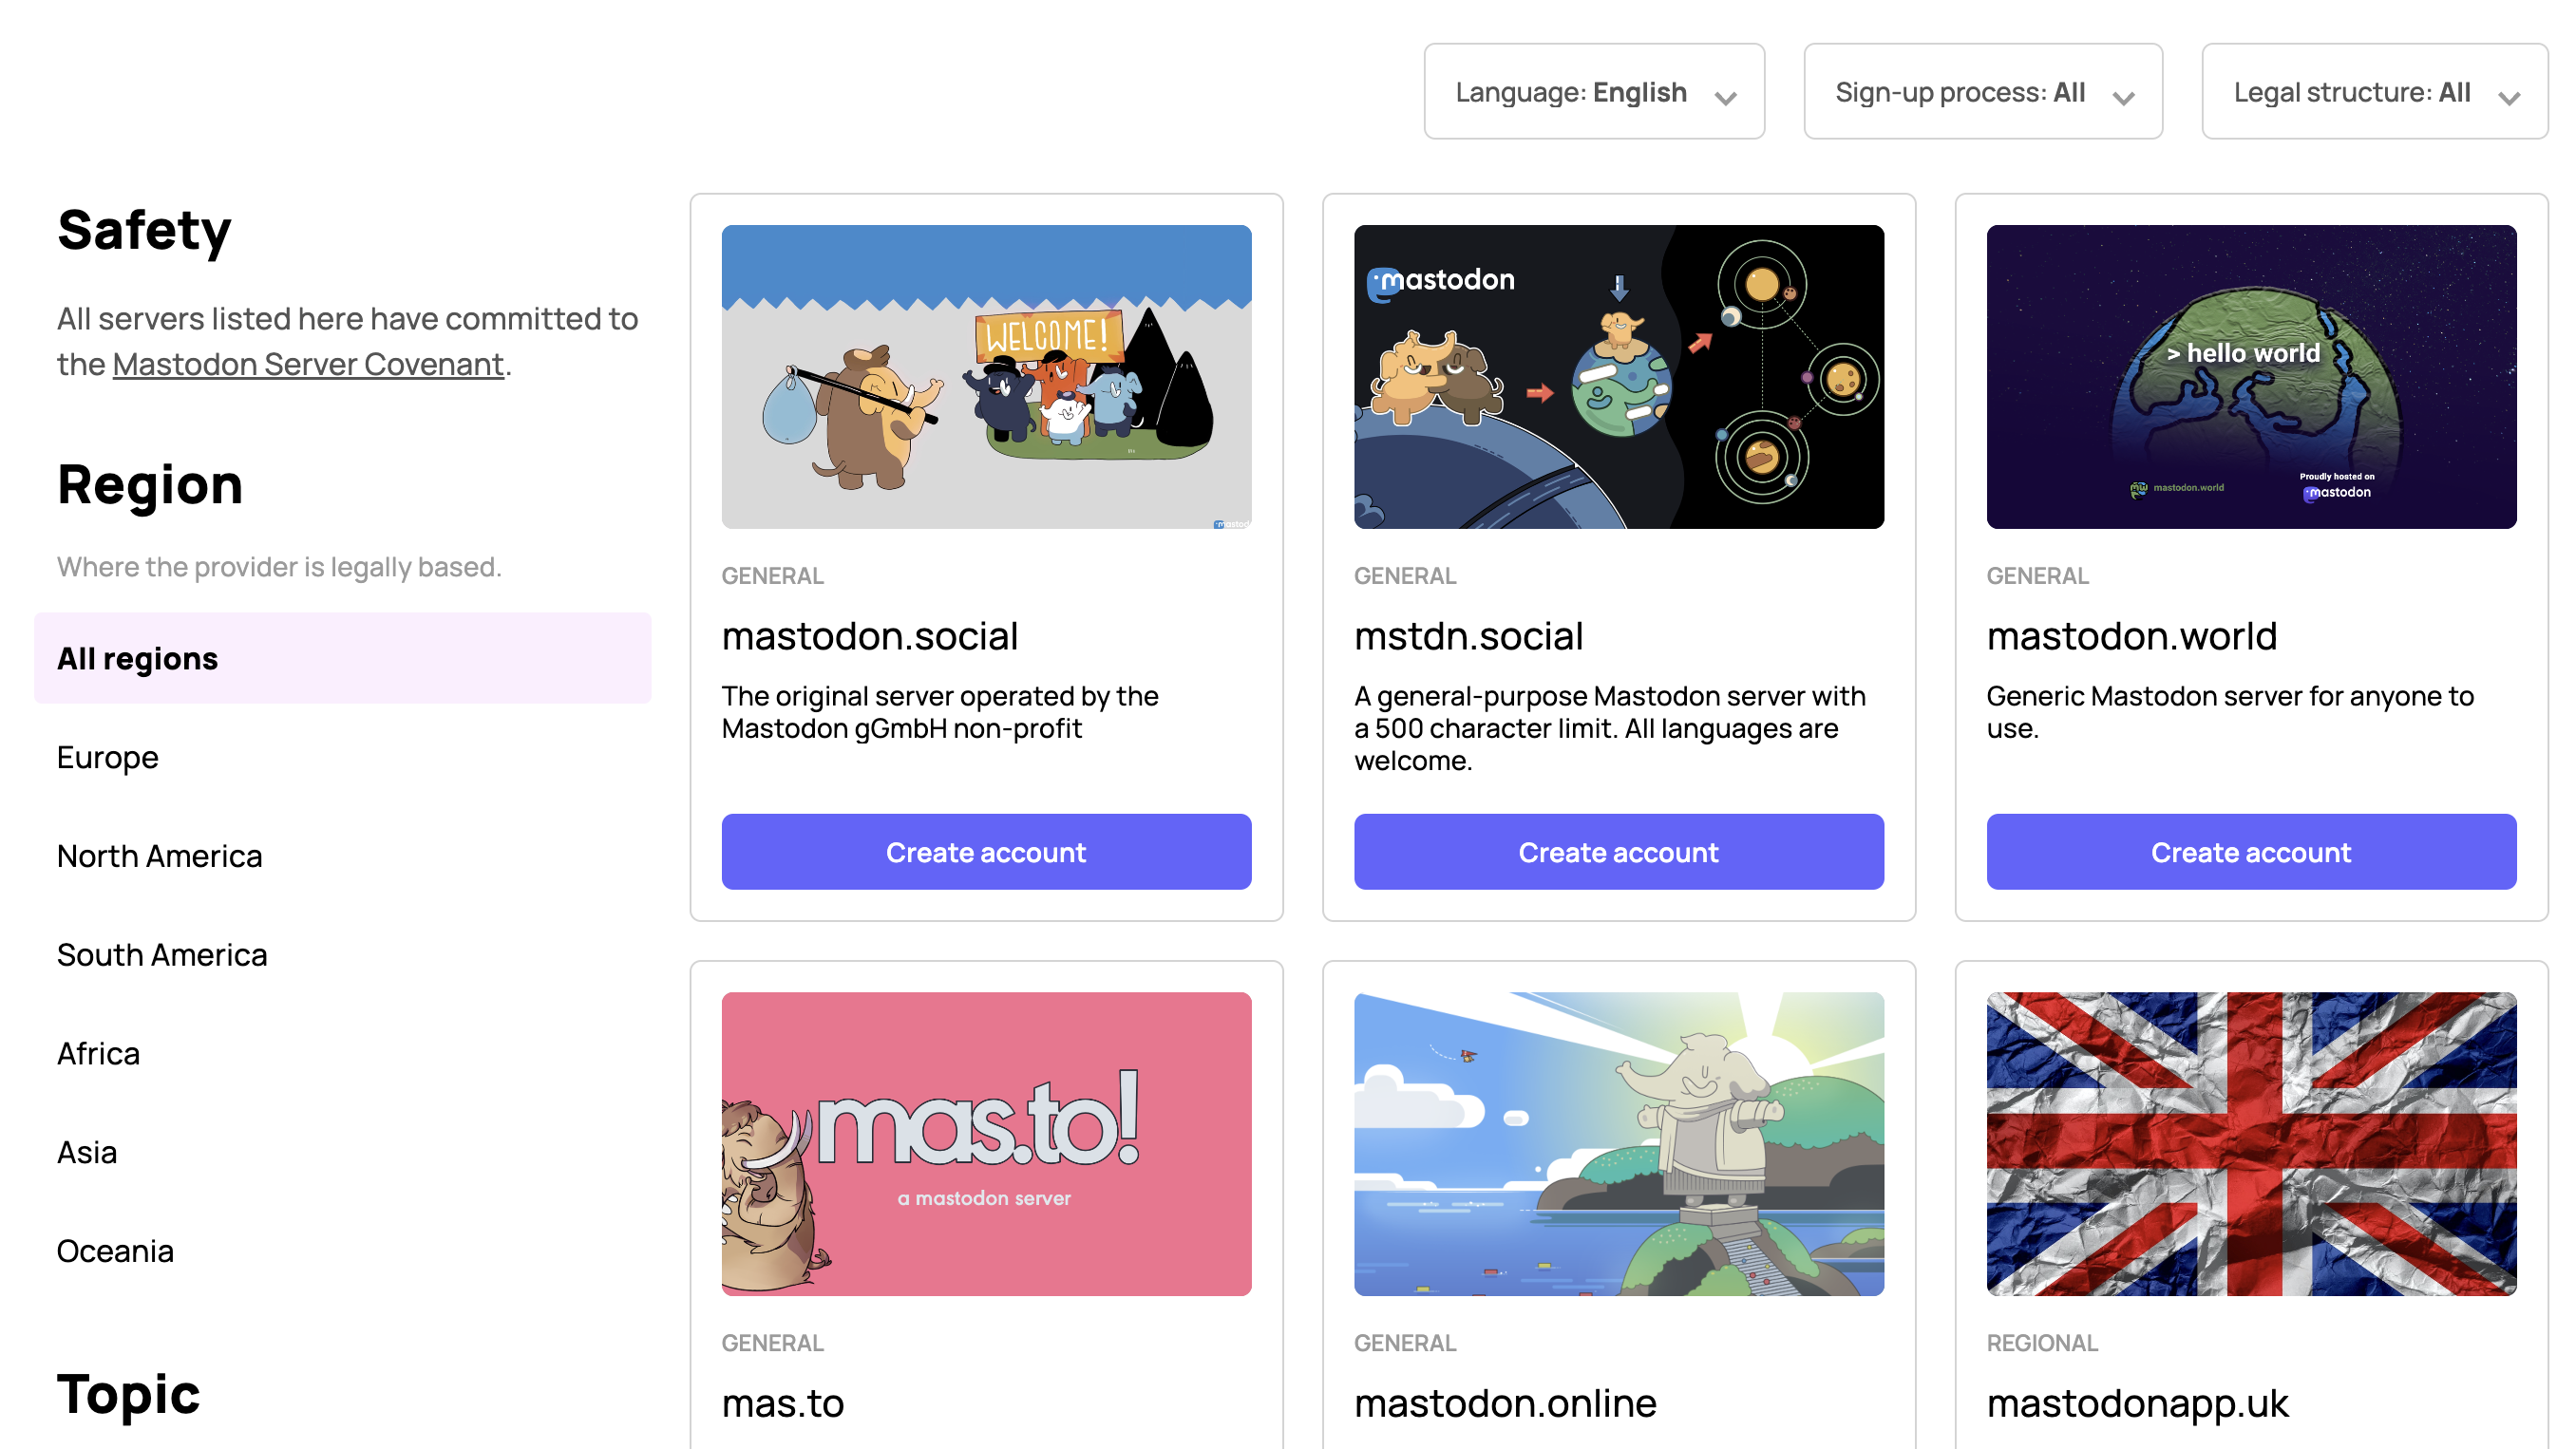 Language: English
Sign-up process: All
Legal structure: All
Safety
All servers listed here have committed to
the Mastodon Server Covenant.
Region
Where the provider is legally based.
All regions
Europe
North America
South America
Africa
Asia
Oceania
Topic
WELCOME!
GENERAL
mastodon.social
The original server operated by the
Mastodon gGmbH non-profit
Create account
mastodon
GENERAL
mstdn.social
A general-purpose Mastodon server with
a 500 character limit. All languages are
welcome.
Create account
> hello world
mastodon.world
Proudly hosted on
mastodon
GENERAL
mastodon.world
Generic Mastodon server for anyone to
use.
Create account
mas.to!
a mastodon server
GENERAL
mas.to
GENERAL
mastodon.online
REGIONAL
mastodonapp.uk